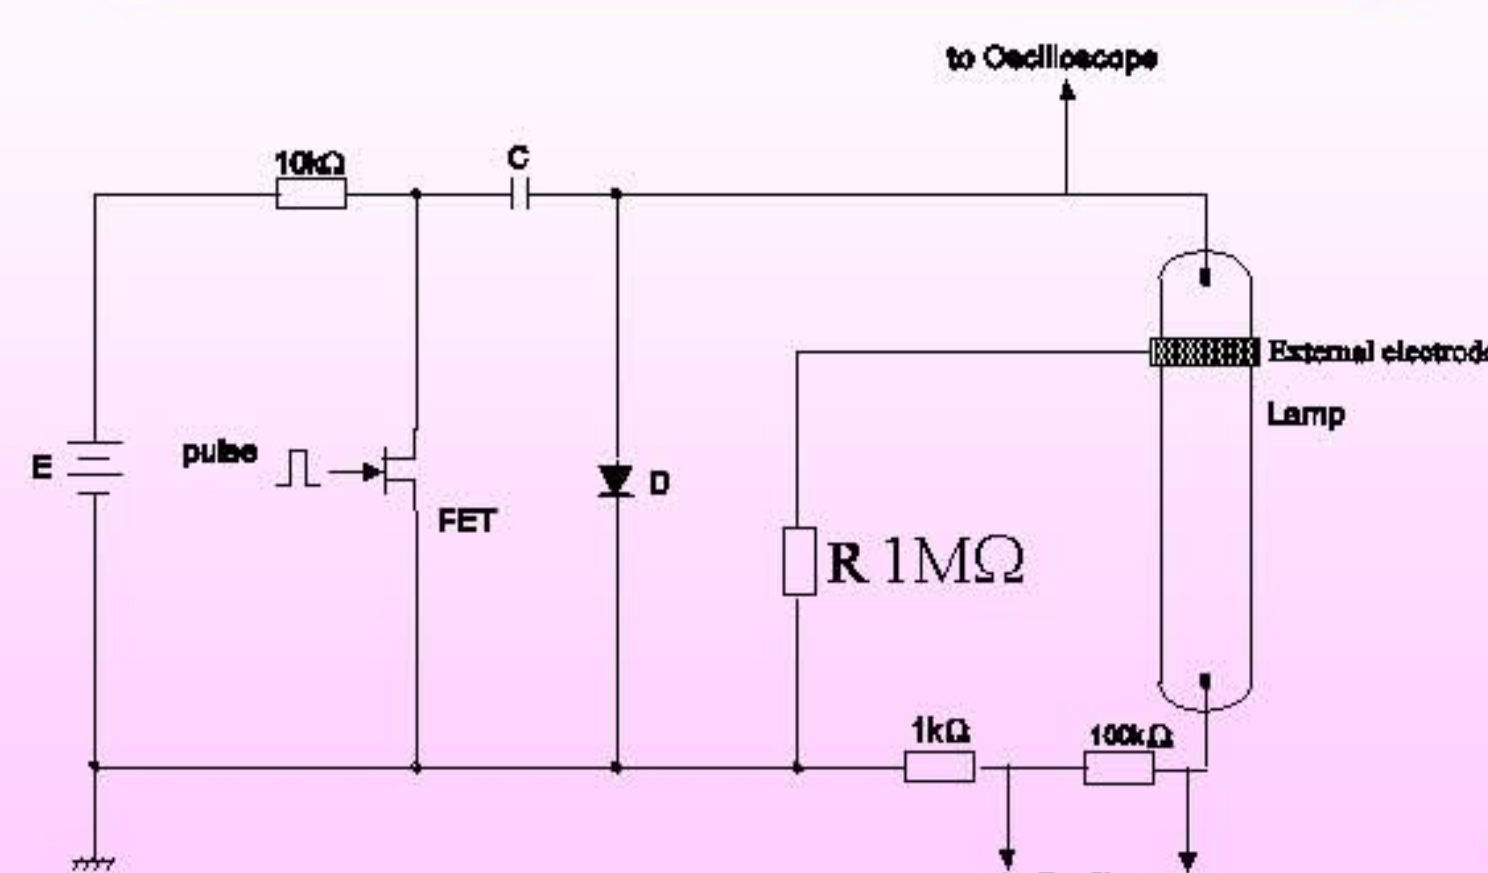 to Oscilloscope
10kΩ
C
External electrode
Lamp
pulse
E
D
FET
R 1MΩ
1kΩ
100kΩ